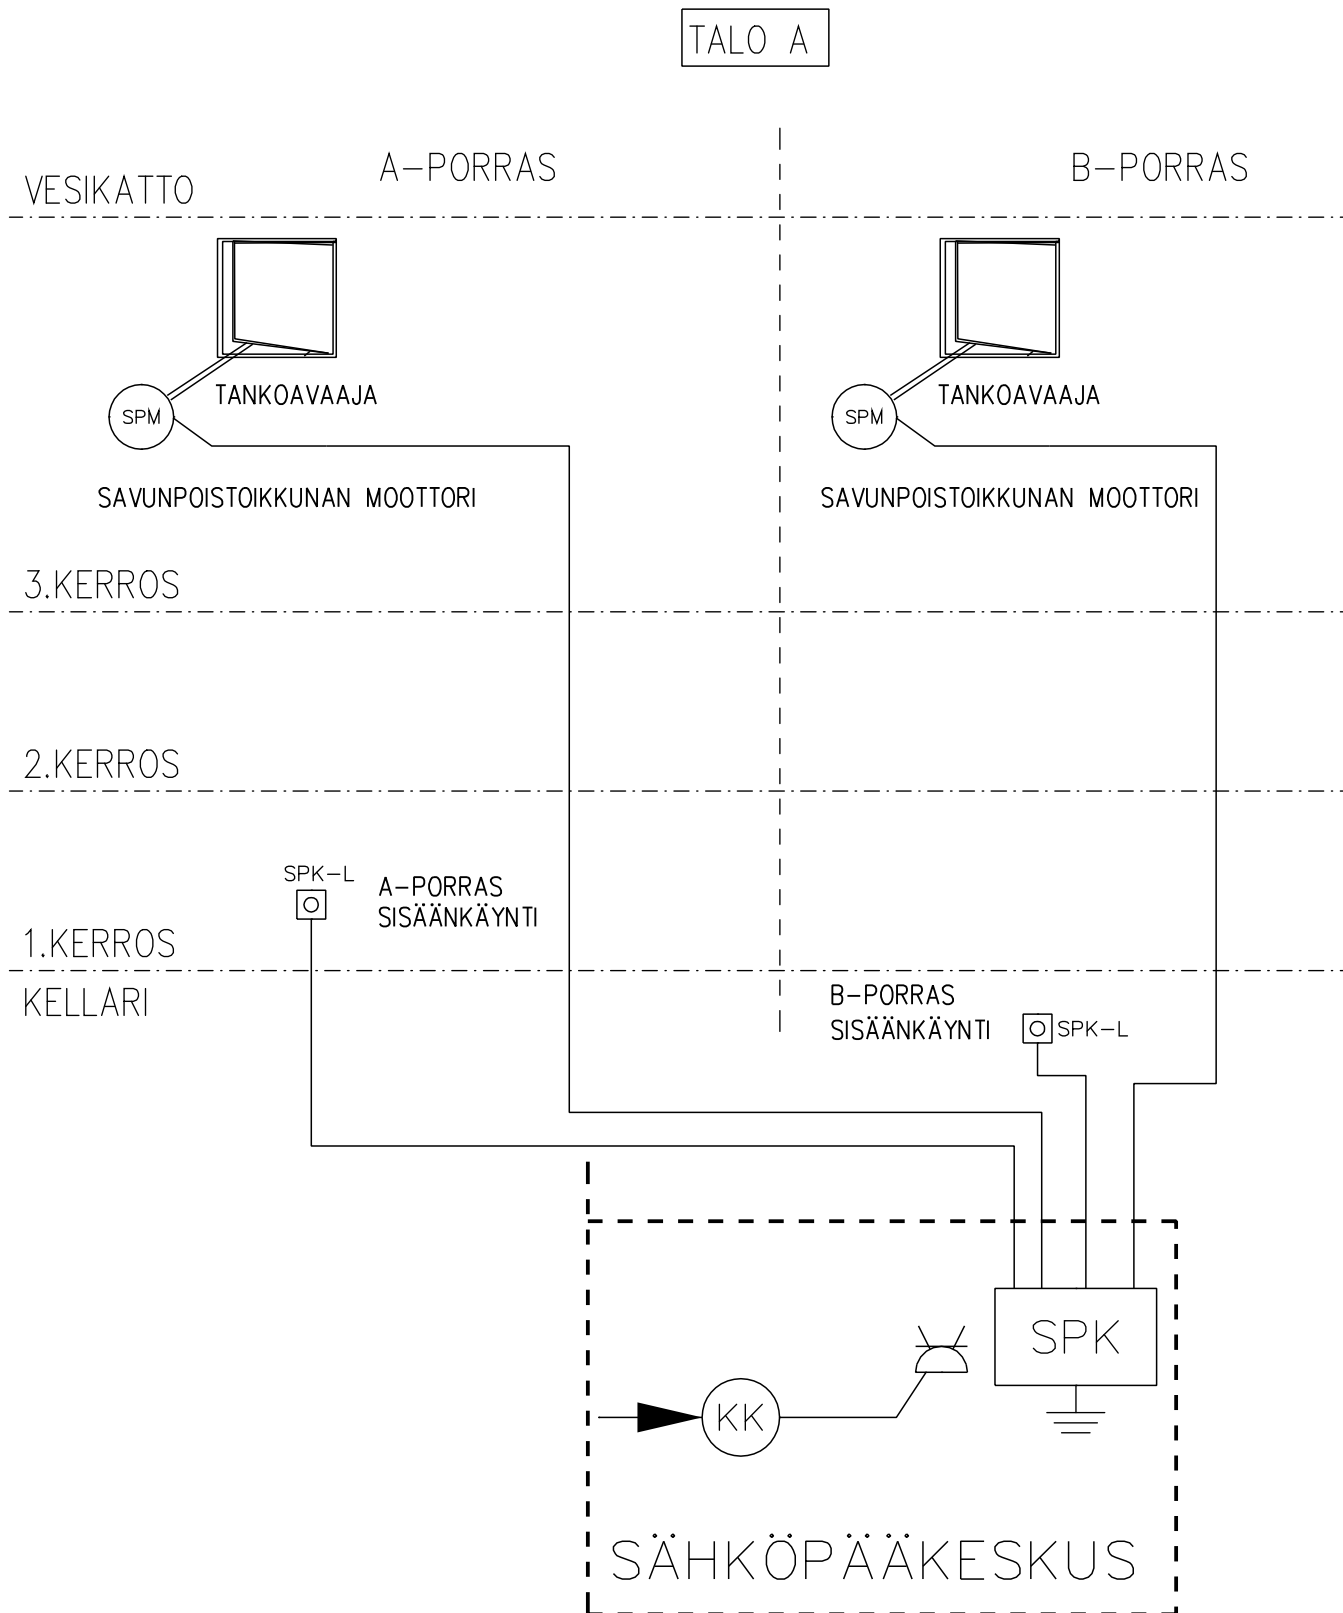 TALO A
A-PORRAS
B-PORRAS
VESIKATTO
TANKOAVAAJA
TANKOAVAAJA
SPM
SPM
SAVUNPOISTOIKKUNAN MOOTTORI
SAVUNPOISTOIKKUNAN MOOTTORI
3.KERROS
2.KERROS
SPK-L
A-PORRAS
SISÄÄNKÄYNTI
1.KERROS
KELLARI
B-PORRAS
SISÄÄNKÄYNTI
SPK-L
SPK
KK
SÄHKÖPÄÄKESKUS